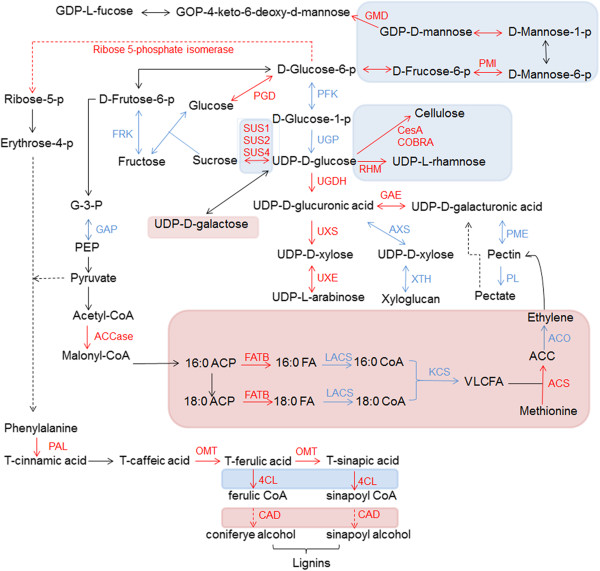 GDP-L-fucose
GOP-4-keto-6-deoxy-d-mannose
GMD
GDP-D-mannose
D-Mannose-1-p
Ribose 5-phosphate isomerase
D-Glucose-6-p
D-Frucose-6-p
PMI
D-Mannose-6-p
Ribose-5-p
D-Frutose-6-p
Glucose
PGD
PFK
D-Glucose-1-p
Cellulose
Erythrose-4-p
FRK
SUS1
SUS2
SUS4
UGP
CesA
COBRA
Fructose
Sucrose
UDP-D-glucose
RHM
UDP-L-rhamnose
UGDH
GAE
G-3-P
UDP-D-glucuronic acid
UDP-D-galacturonic acid
UDP-D-galactose
GAP
UXS
AXS
PME
PEP
UDP-D-xylose
UDP-D-xylose
Pectin
Pyruvate
UXE
XTH
PL
UDP-L-arabinose
Xyloglucan
Pectate
Acetyl-CoA
Ethylene
ACCase
ACO
Malonyl-CoA
16:0 ACP
FATB
16:0 FA
LACS
16:0 CoA
ACC
KCS
VLCFA
ACS
18:0 ACP
FATB
18:0 FA
LACS
18:0 CoA
Methionine
Phenylalanine
PAL
T-cinnamic acid
T-caffeic acid
OMT
T-ferulic acid
OMT
T-sinapic acid
4CL
4CL
ferulic CoA
sinapoyl CoA
CAD
CAD
coniferye alcohol
sinapoyl alcohol
Lignins